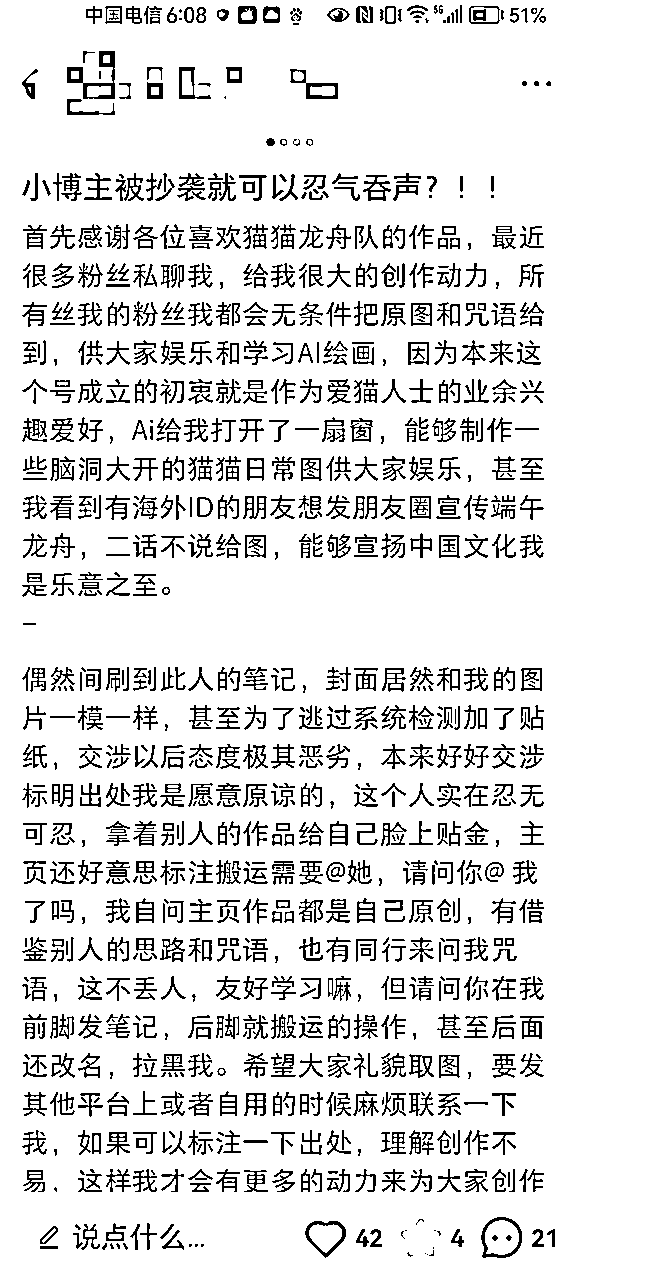 中国电信 6:08 5G 51%
小博主被抄袭就可以忍气吞声？！！
首先感谢各位喜欢猫猫龙舟队的作品，最近
很多粉丝私聊我，给我很大的创作动力，所
有丝我的粉丝我都会无条件把原图和咒语给
到，供大家娱乐和学习AI绘画，因为本来这
个号成立的初衷就是作为爱猫人士的业余兴
趣爱好，Ai给我打开了一扇窗，能够制作一
些脑洞大开的猫猫日常图供大家娱乐，甚至
我看到有海外ID的朋友想发朋友圈宣传端午
龙舟，二话不说给图，能够宣扬中国文化我
是乐意之至。
–
偶然间刷到此人的笔记，封面居然和我的图
片一模一样，甚至为了逃过系统检测加了贴
纸，交涉以后态度极其恶劣，本来好好交涉
标明出处我是愿意原谅的，这个人实在忍无
可忍，拿着别人的作品给自己脸上贴金，主
页还好意思标注搬运需要@她，请问你@ 我
了吗，我自问主页作品都是自己原创，有借
鉴别人的思路和咒语，也有同行来问我咒
语，这不丢人，友好学习嘛，但请问你在我
前脚发笔记，后脚就搬运的操作，甚至后面
还改名，拉黑我。希望大家礼貌取图，要发
其他平台上或者自用的时候麻烦联系一下
我，如果可以标注一下出处，理解创作不
易，这样我才会有更多的动力来为大家创作
说点什么... 42 4 21